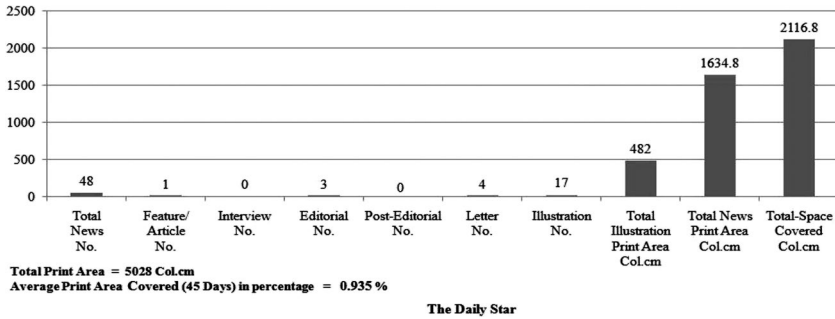 2500
2000
1500
1000
500
0
48
1
0
3
0
4
17
482
1634.8
2116.8
Total News No.
Feature/ Article No.
Interview No.
Editorial No.
Post-Editorial No.
Letter No.
Illustration No.
Total Illustration Print Area Col.cm
Total News Print Area Col.cm
Total-Space Covered Col.cm
Total Print Area = 5028 Col.cm
Average Print Area Covered (45 Days) in percentage = 0.935 %
The Daily Star